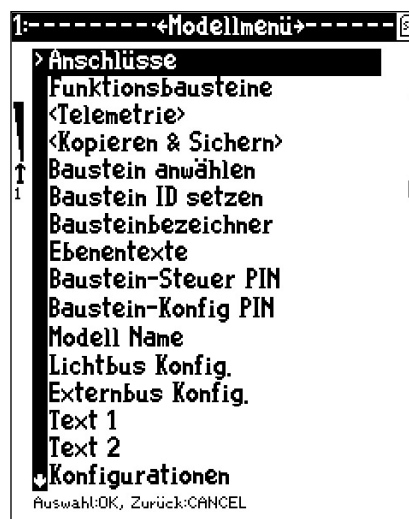 1:---------<Modellmenü>------
>Anschlüsse
Funktionsbausteine
<Telemetrie>
<Kopieren & Sichern>
Baustein anwählen
Baustein ID setzen
1
Bausteinbezeichner
Ebenentexte
Baustein-Steuer PIN
Baustein-Konfig PIN
Modell Name
Lichtbus Konfig.
Externbus Konfig.
Text 1
Text 2
Konfigurationen
Auswahl:OK, Zurück:CANCEL